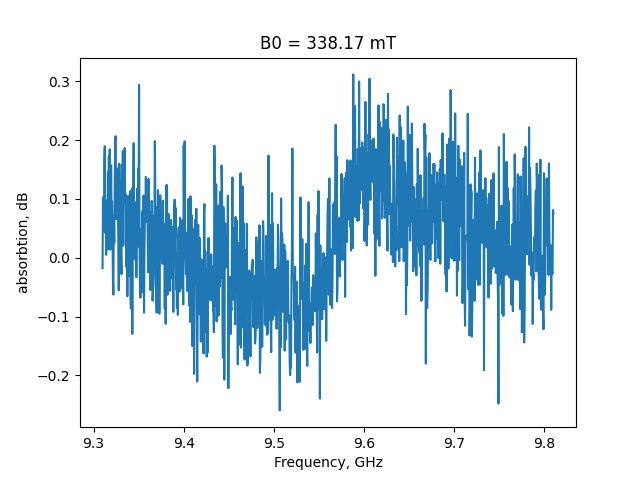 B0 = 338.17 mT
absorbtion, dB
0.3
0.2
0.1
0.0
−0.1
−0.2
9.3 9.4 9.5 9.6 9.7 9.8
Frequency, GHz